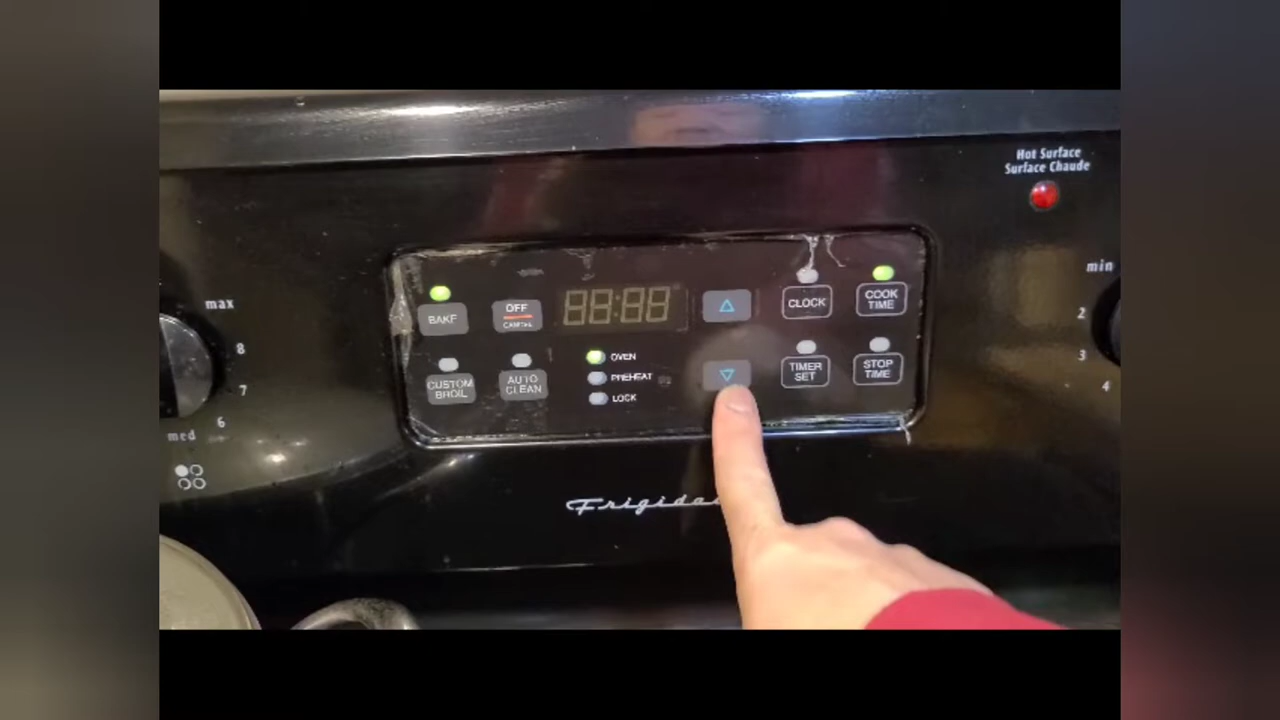 Hot Surface
Surface Chaude
max
8
7
6
med
min
2
3
4
BAKE
OFF
CANCEL
88:88
CLOCK
COOK
TIME
CUSTOM
BROIL
AUTO
CLEAN
OVEN
PREHEAT
LOCK
TIMER
SET
STOP
TIME
Frigida